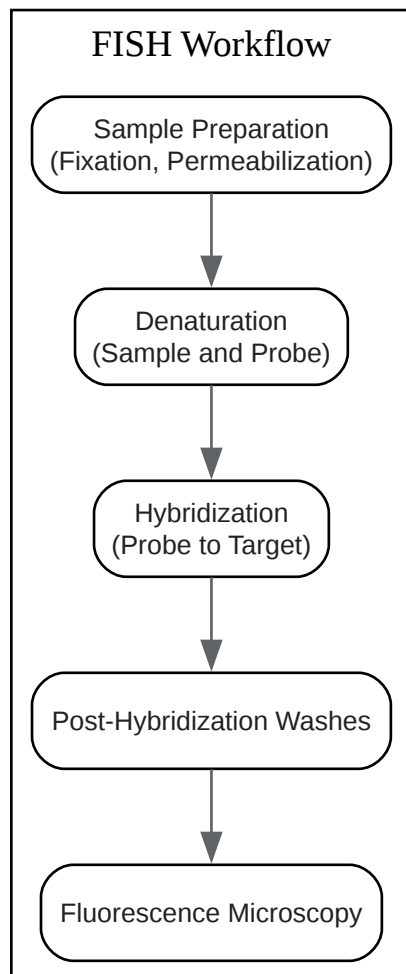 FISH Workflow
Sample Preparation
(Fixation, Permeabilization)
Denaturation
(Sample and Probe)
Hybridization
(Probe to Target)
Post-Hybridization Washes
Fluorescence Microscopy